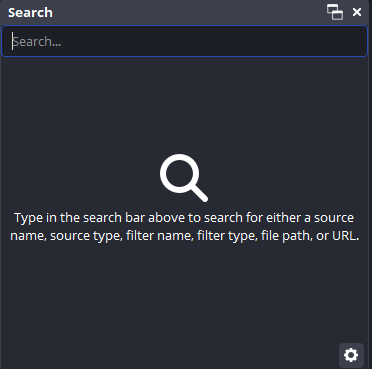 Search
Search...
Type in the search bar above to search for either a source
name, source type, filter name, filter type, file path, or URL.